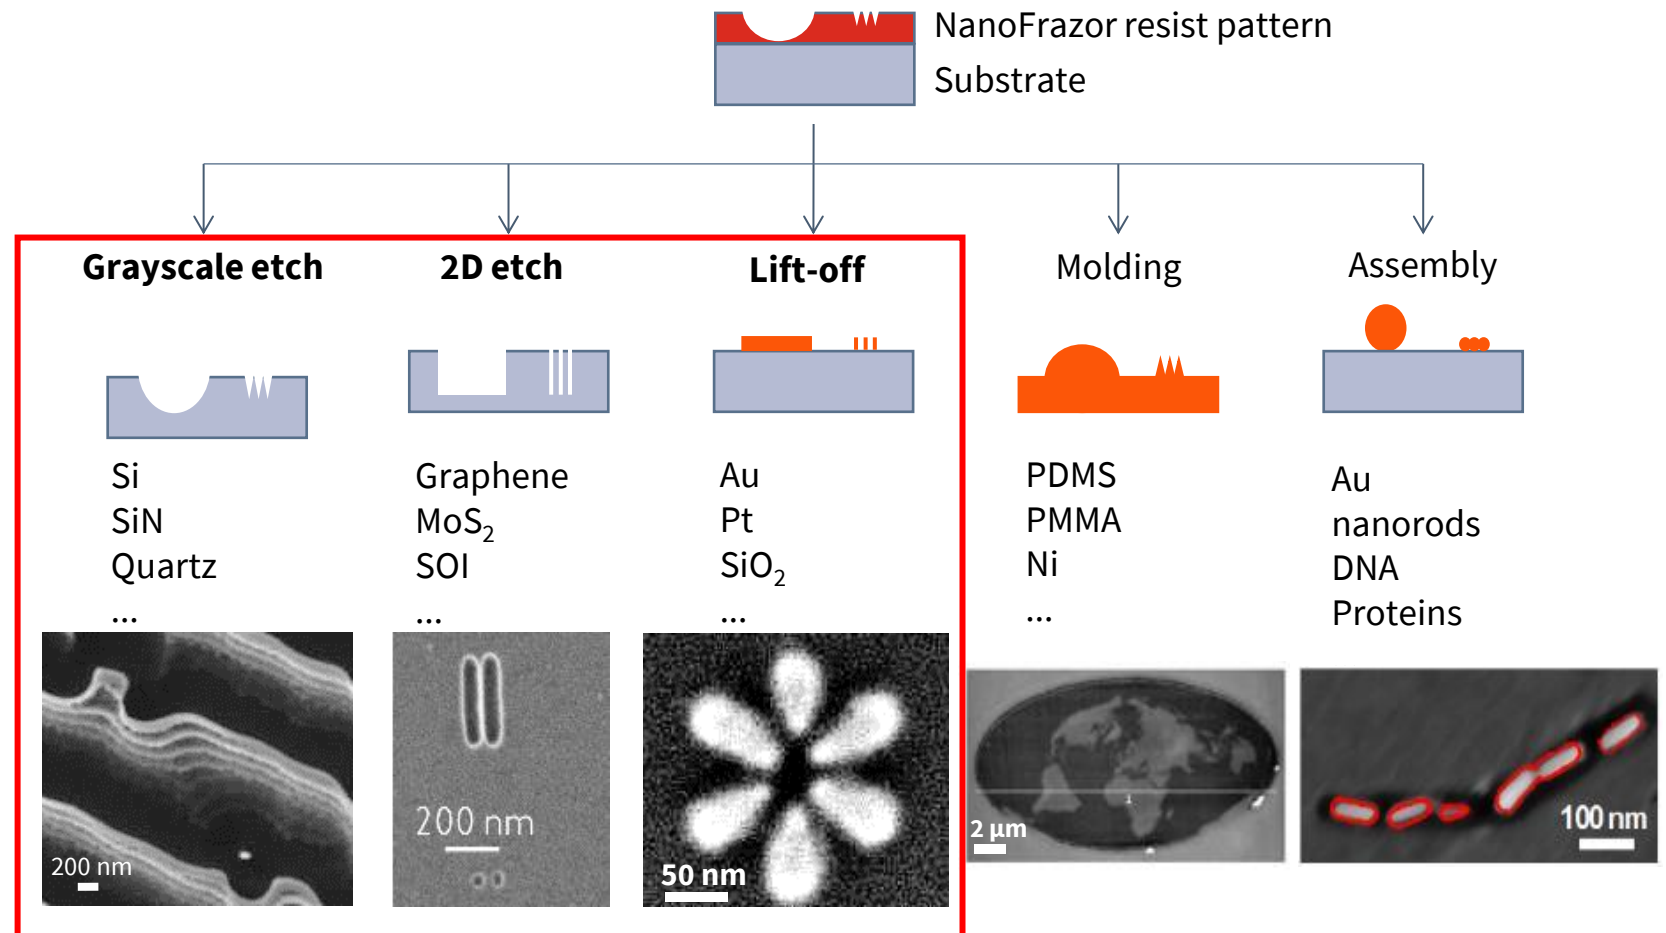 NanoFrazor resist pattern
Substrate
Grayscale etch
2D etch
Lift-off
Molding
Assembly
Si
SiN
Quartz
...
Graphene
MoS₂
SOI
...
Au
Pt
SiO₂
...
PDMS
PMMA
Ni
...
Au
nanorods
DNA
Proteins
200 nm
200 nm
50 nm
2 µm
1
100 nm